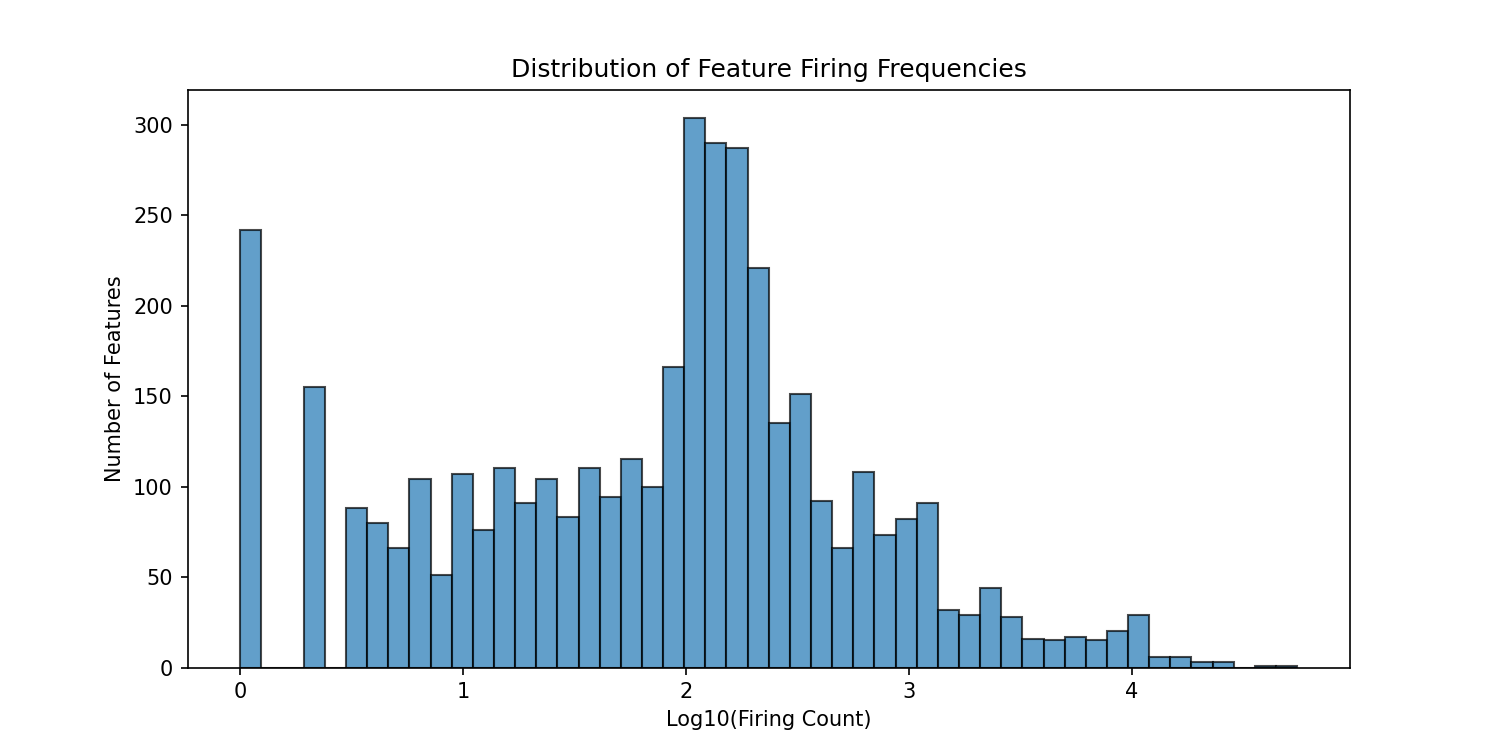 Distribution of Feature Firing Frequencies
300
250
200
150
100
50
0
Number of Features
0 1 2 3 4
Log10(Firing Count)